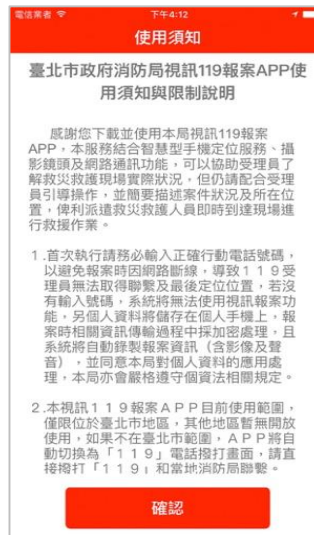 電信業者
下午4:12
使用須知
臺北市政府消防局視訊119報案APP使
用須知與限制說明
感謝您下載並使用本局視訊119報案
APP，本服務結合智慧型手機定位服務、攝
影鏡頭及網路通訊功能，可以協助受理員了
解救災救護現場實際狀況，但仍請配合受理
員引導操作，並簡要描述案件狀況及所在位
置，俾利派遣救災救護人員即時到達現場進
行救援作業。
１.首次執行請務必輸入正確行動電話號碼，
以避免報案時因網路斷線，導致１１９受
理員無法取得聯繫及最後定位位置，若沒
有輸入號碼，系統將無法使用視訊報案功
能，另個人資料將儲存在個人手機上，報
案時相關資訊傳輸過程中採加密處理，且
系統將自動錄製報案資訊（含影像及聲
音），並同意本局對個人資料的應用處
理，本局亦會嚴格遵守個資法相關規定。
２.本視訊１１９報案ＡＰＰ目前使用範圍，
僅限位於臺北市地區，其他地區暫無開放
使用，如果不在臺北市範圍，ＡＰＰ將自
動切換為「１１９」電話撥打畫面，請直
接撥打「１１９」和當地消防局聯繫。
確認